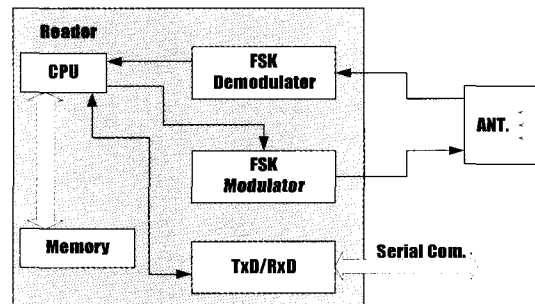 Reader
CPU
FSK
Demodulator
ANT.
FSK
Modulator
Memory
TxD/RxD
Serial Com.